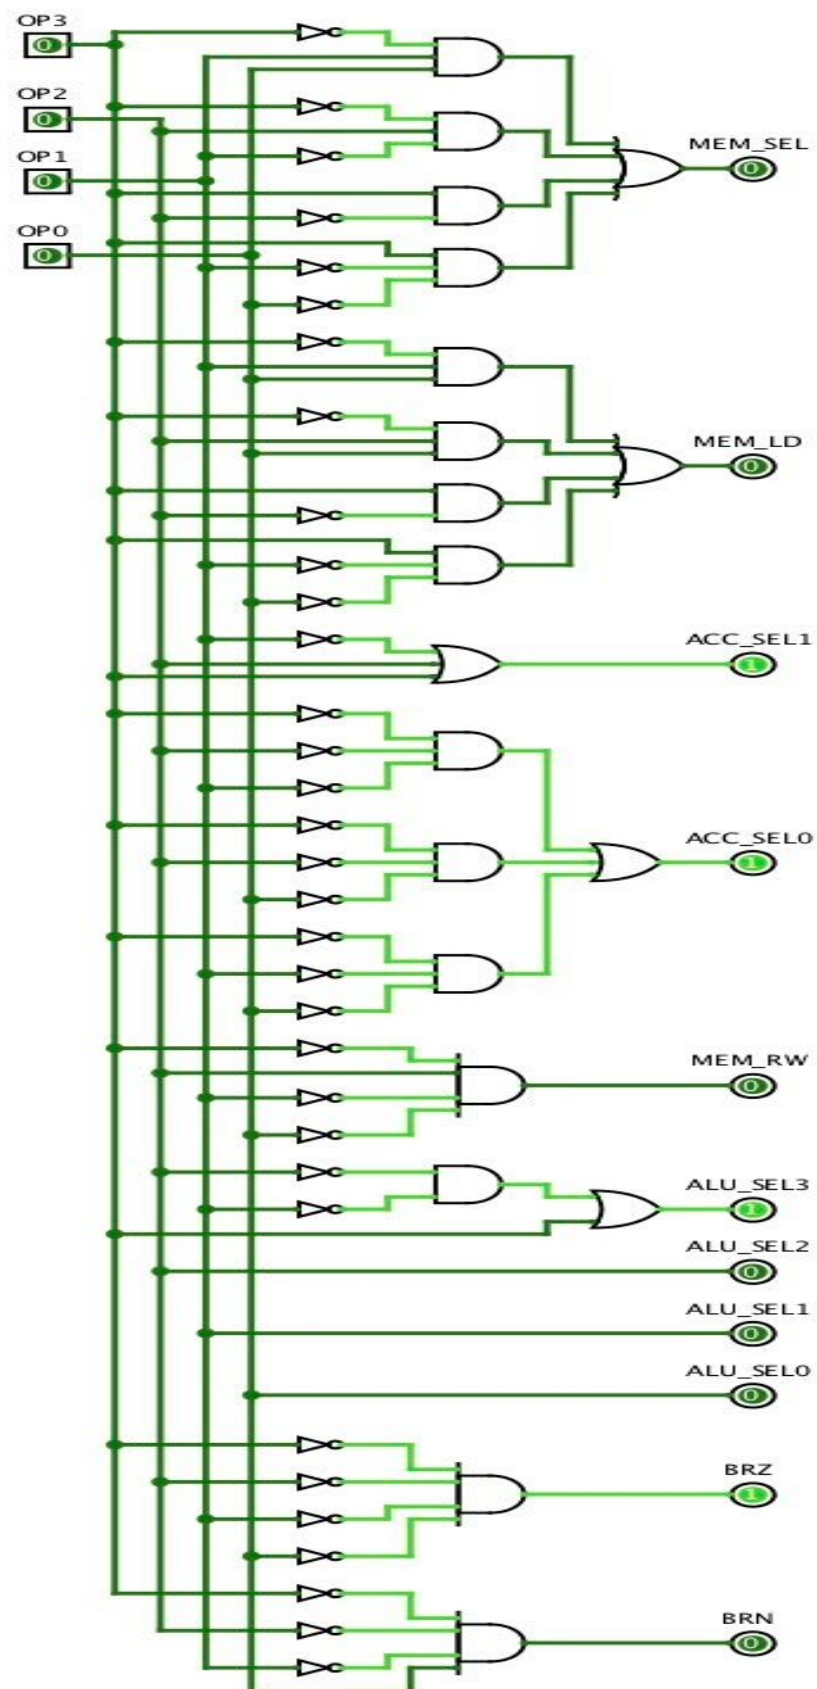 OP3
0
OP2
0
OP1
0
OP0
0
MEM_SEL
0
MEM_LD
0
ACC_SEL1
1
ACC_SEL0
1
MEM_RW
0
ALU_SEL3
1
ALU_SEL2
0
ALU_SEL1
0
ALU_SEL0
0
BRZ
1
BRN
0